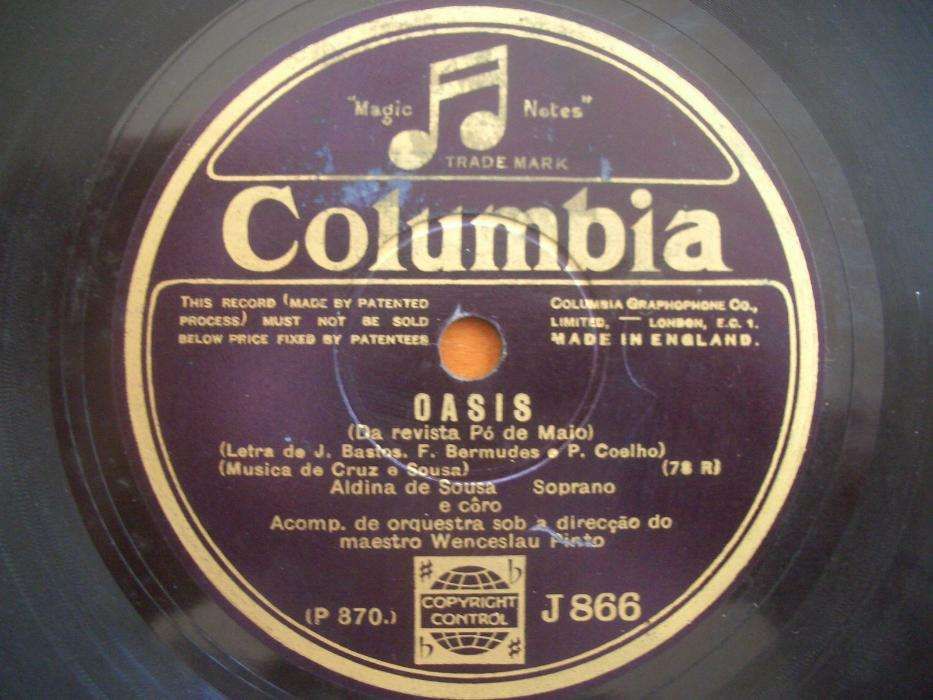 "Magic Notes"
TRADE MARK
Columbia
THIS RECORD (MADE BY PATENTED
PROCESS) MUST NOT BE SOLD
BELOW PRICE FIXED BY PATENTEES
COLUMBIA GRAPHOPHONE CO.,
LIMITED, — LONDON, E.C. 1.
MADE IN ENGLAND.
OASIS
(Da revista Pó de Maio)
(Letra de J. Bastos. F. Bermudes e P. Coelho)
(Musica de Cruz e Sousa) (78 R)
Aldina de Sousa Soprano
e côro
Acomp. de orquestra sob a direcção do
maestro Wenceslau Pinto
COPYRIGHT
CONTROL
(P 870.) J 866